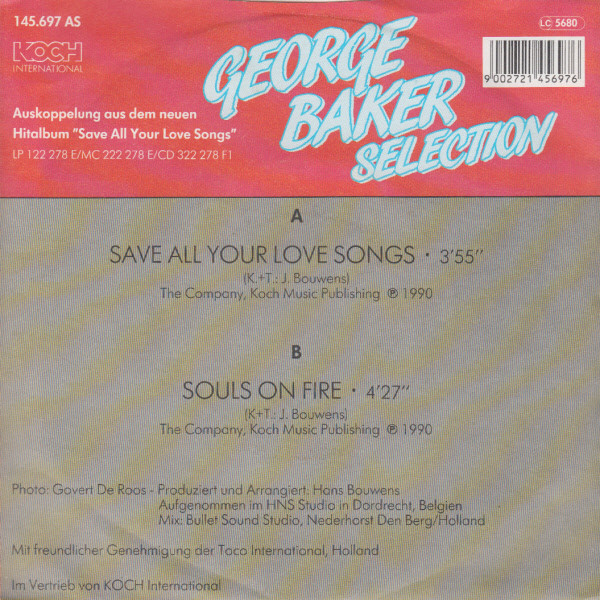 145.697 AS
KOCH
INTERNATIONAL
GEORGE
BAKER
SELECTION
LC 5680
9 002721 456976
Auskoppelung aus dem neuen
Hitalbum "Save All Your Love Songs"
LP 122 278 E/MC 222 278 E/CD 322 278 F1
A
SAVE ALL YOUR LOVE SONGS · 3'55''
(K.+T.: J. Bouwens)
The Company, Koch Music Publishing ℗ 1990
B
SOULS ON FIRE · 4'27''
(K+T.: J. Bouwens)
The Company, Koch Music Publishing ℗ 1990
Photo: Govert De Roos - Produziert und Arrangiert: Hans Bouwens
Aufgenommen im HNS Studio in Dordrecht, Belgien
Mix: Bullet Sound Studio, Nederhorst Den Berg/Holland
Mit freundlicher Genehmigung der Toco International, Holland
Im Vertrieb von KOCH International